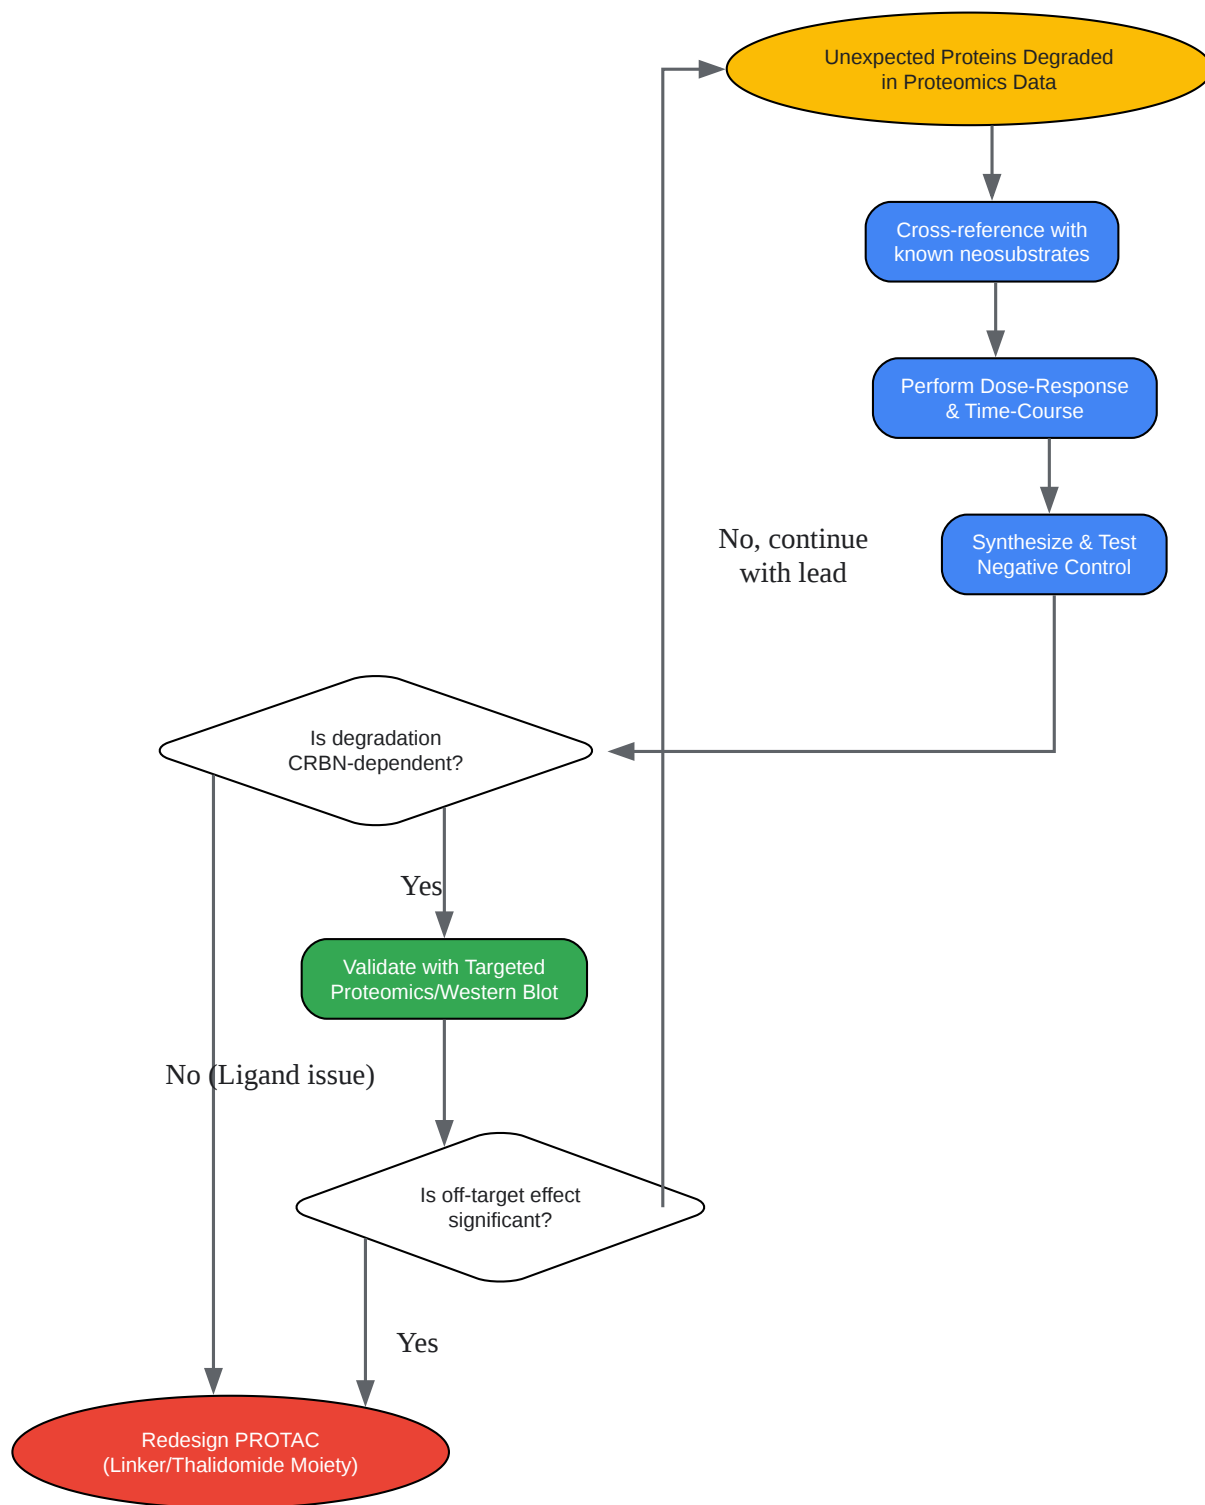 Unexpected Proteins Degraded
in Proteomics Data
Cross-reference with
known neosubstrates
Perform Dose-Response
& Time-Course
No, continue
with lead
Synthesize & Test
Negative Control
Is degradation
CRBN-dependent?
Yes
Validate with Targeted
Proteomics/Western Blot
No (Ligand issue)
Is off-target effect
significant?
Yes
Redesign PROTAC
(Linker/Thalidomide Moiety)